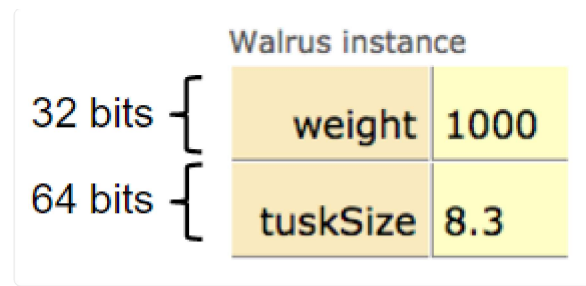 Walrus instance
32 bits weight 1000
64 bits tuskSize 8.3